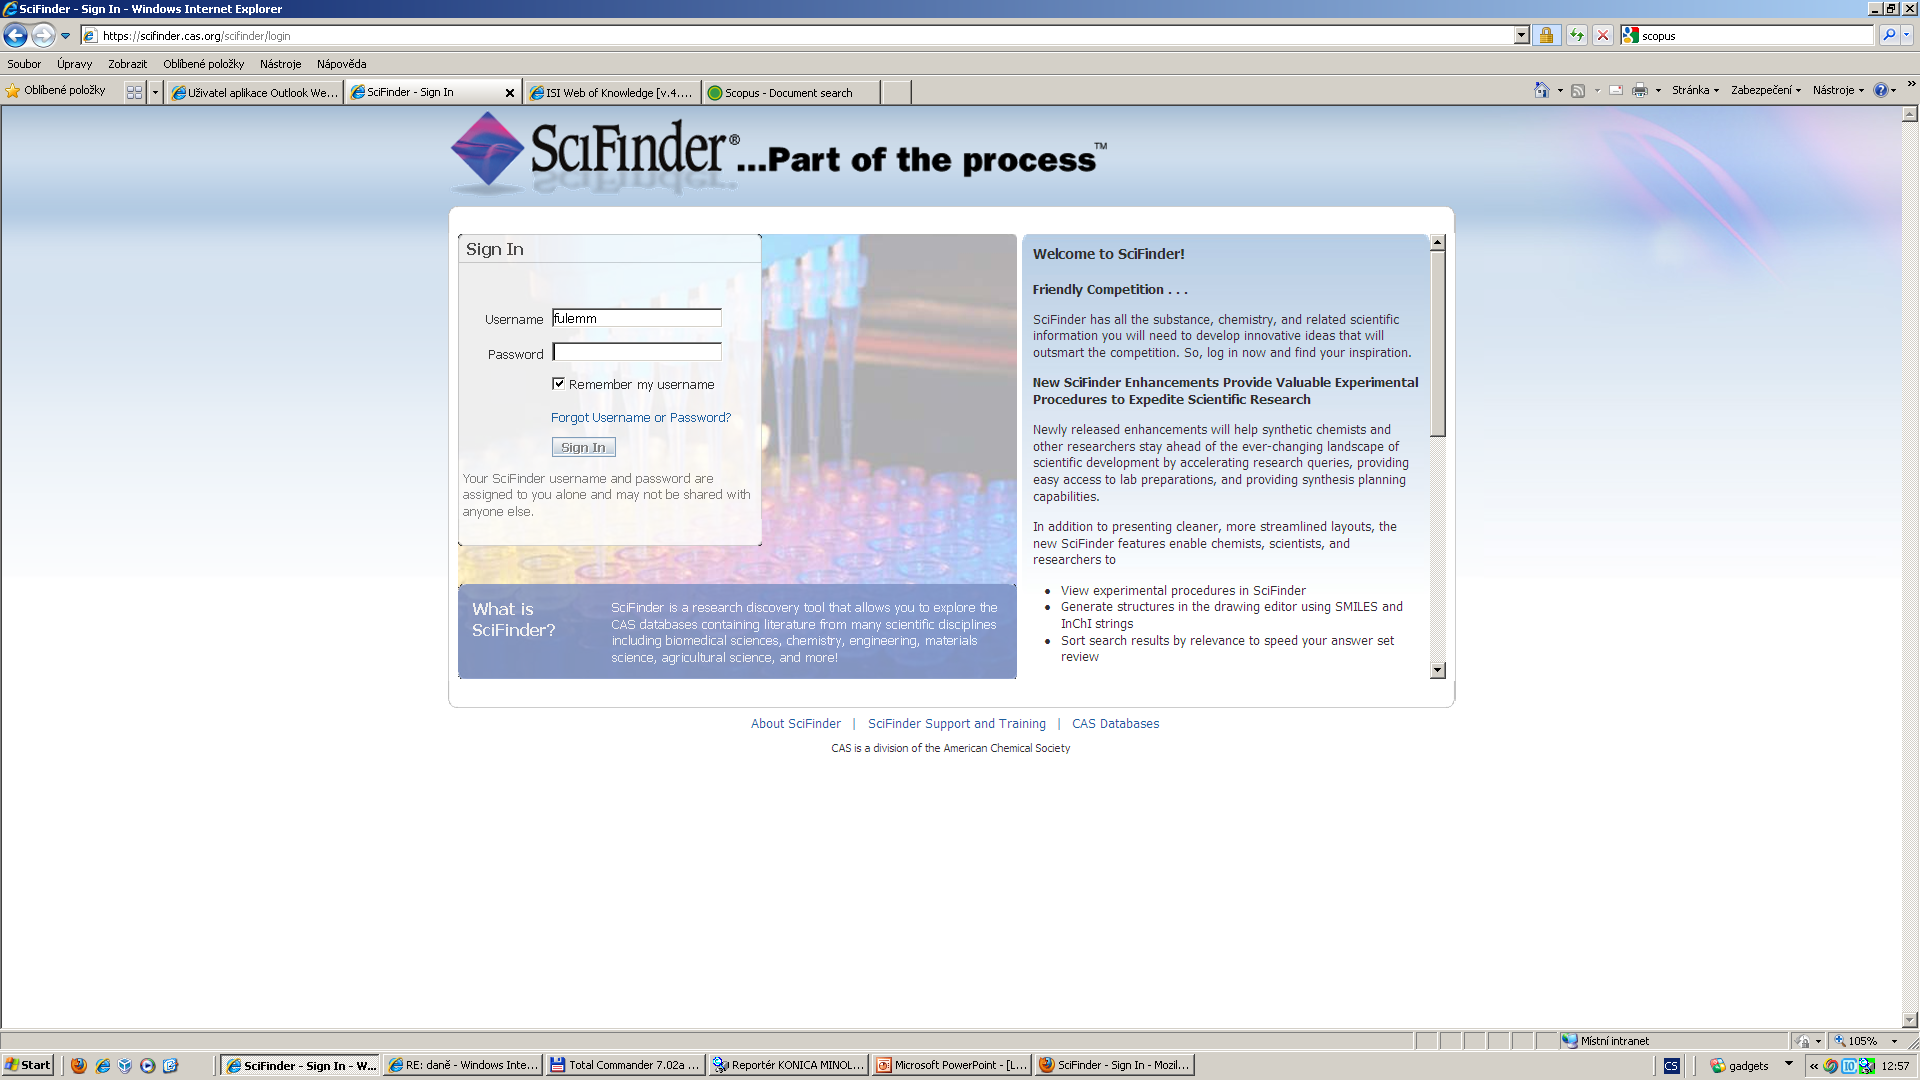 SciFinder - Sign In - Windows Internet Explorer
https://scifinder.cas.org/scifinder/login
scopus
Soubor Úpravy Zobrazit Oblíbené položky Nástroje Nápověda
Oblíbené položky
Uživatel aplikace Outlook We...
SciFinder - Sign In
ISI Web of Knowledge [v.4....
Scopus - Document search
Stránka Zabezpečení Nástroje
SciFinder® ...Part of the process™
Sign In
Username fulemm
Password
Remember my username
Forgot Username or Password?
Sign In
Your SciFinder username and password are
assigned to you alone and may not be shared with
anyone else.
What is
SciFinder?
SciFinder is a research discovery tool that allows you to explore the
CAS databases containing literature from many scientific disciplines
including biomedical sciences, chemistry, engineering, materials
science, agricultural science, and more!
Welcome to SciFinder!
Friendly Competition . . .
SciFinder has all the substance, chemistry, and related scientific
information you will need to develop innovative ideas that will
outsmart the competition. So, log in now and find your inspiration.
New SciFinder Enhancements Provide Valuable Experimental
Procedures to Expedite Scientific Research
Newly released enhancements will help synthetic chemists and
other researchers stay ahead of the ever-changing landscape of
scientific development by accelerating research queries, providing
easy access to lab preparations, and providing synthesis planning
capabilities.
In addition to presenting cleaner, more streamlined layouts, the
new SciFinder features enable chemists, scientists, and
researchers to
• View experimental procedures in SciFinder
• Generate structures in the drawing editor using SMILES and
InChI strings
• Sort search results by relevance to speed your answer set
review
About SciFinder | SciFinder Support and Training | CAS Databases
CAS is a division of the American Chemical Society
Místní intranet
105%
Start
SciFinder - Sign In - W...
RE: daně - Windows Inte...
Total Commander 7.02a ...
Reportér KONICA MINOL...
Microsoft PowerPoint - [L...
SciFinder - Sign In - Mozil...
CS
gadgets
12:57